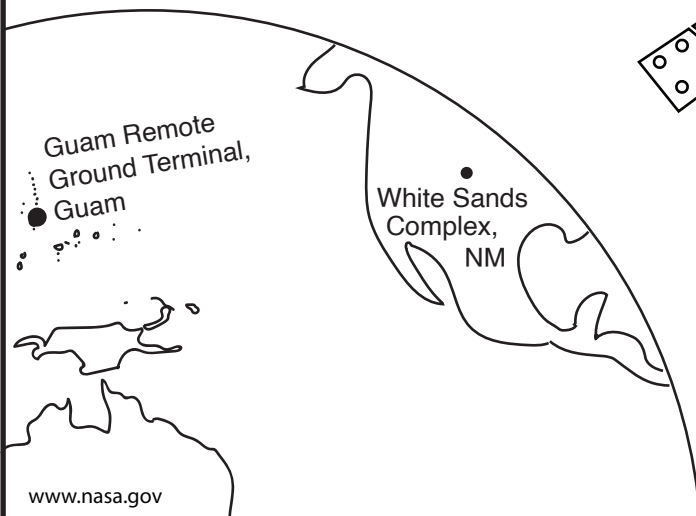 Guam Remote
Ground Terminal,
Guam
White Sands
Complex,
NM
www.nasa.gov